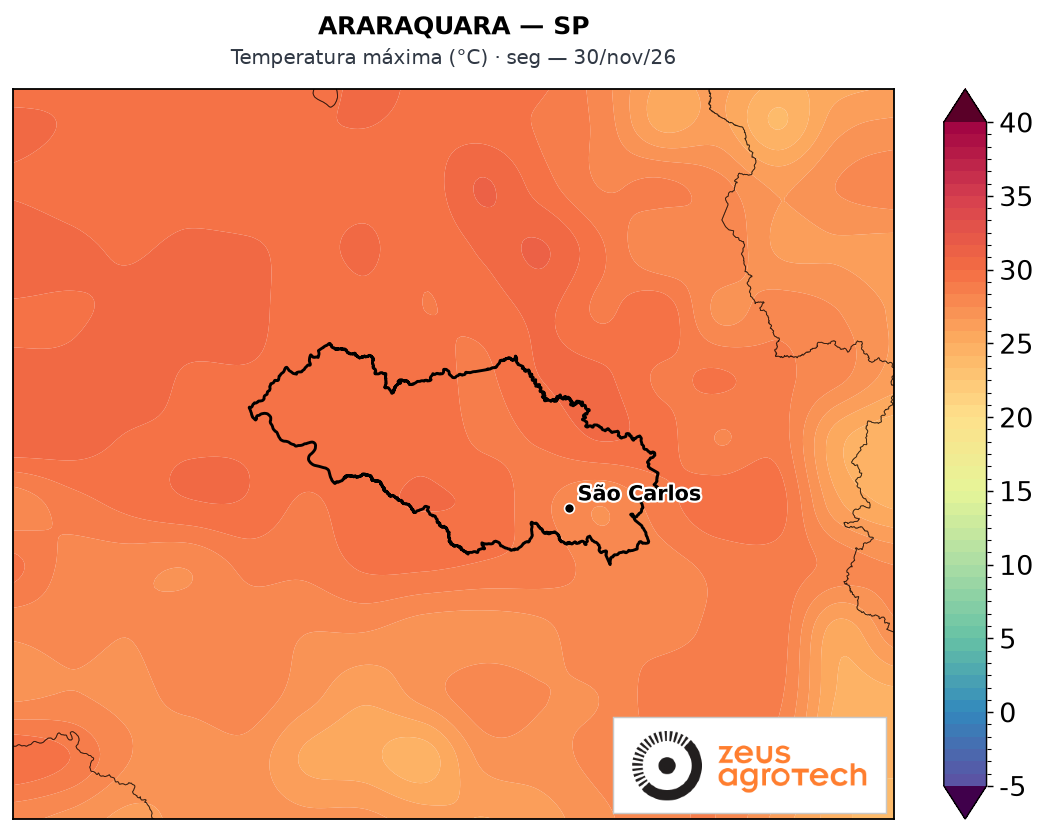 ARARAQUARA — SP
Temperatura máxima (°C) · seg — 30/nov/26
40
35
30
25
20
15
10
5
0
-5
São Carlos
zeus
agrotech